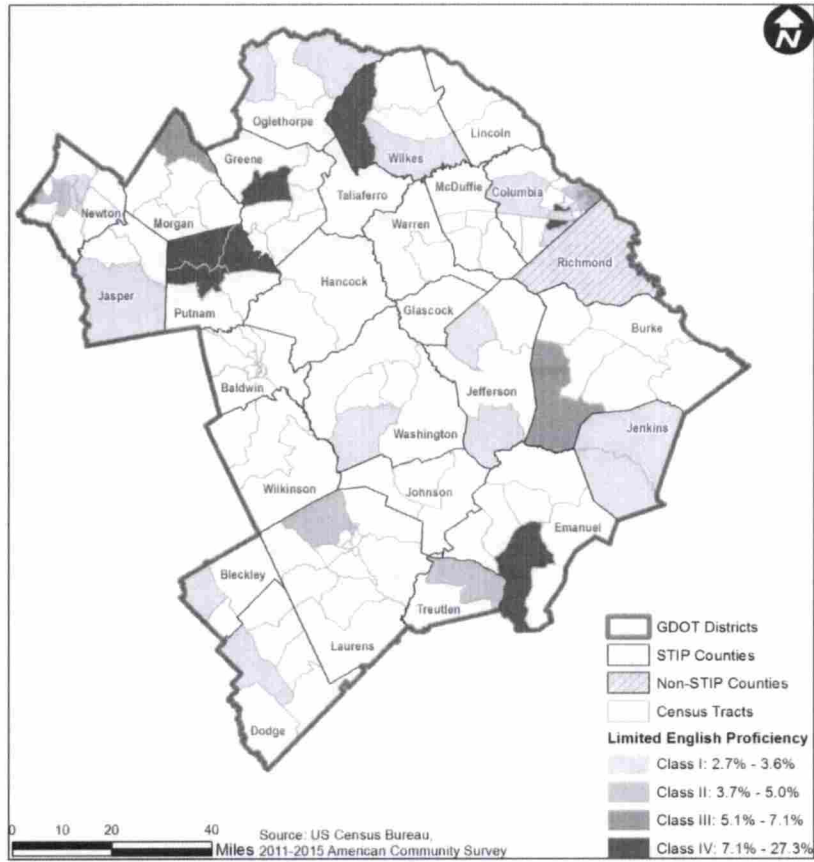 N
Oglethorpe
Lincoln
Greene
Wilkes
Taliaferro
McDuffie
Columbia
Newton
Morgan
Warren
Richmond
Jasper
Hancock
Putnam
Glascock
Burke
Baldwin
Jefferson
Washington
Jenkins
Wilkinson
Johnson
Emanuel
Bleckley
Treutlen
Laurens
Dodge
GDOT Districts
STIP Counties
Non-STIP Counties
Census Tracts
Limited English Proficiency
Class I: 2.7% - 3.6%
Class II: 3.7% - 5.0%
Class III: 5.1% - 7.1%
Class IV: 7.1% - 27.3%
0 10 20 40
Miles
Source: US Census Bureau,
2011-2015 American Community Survey